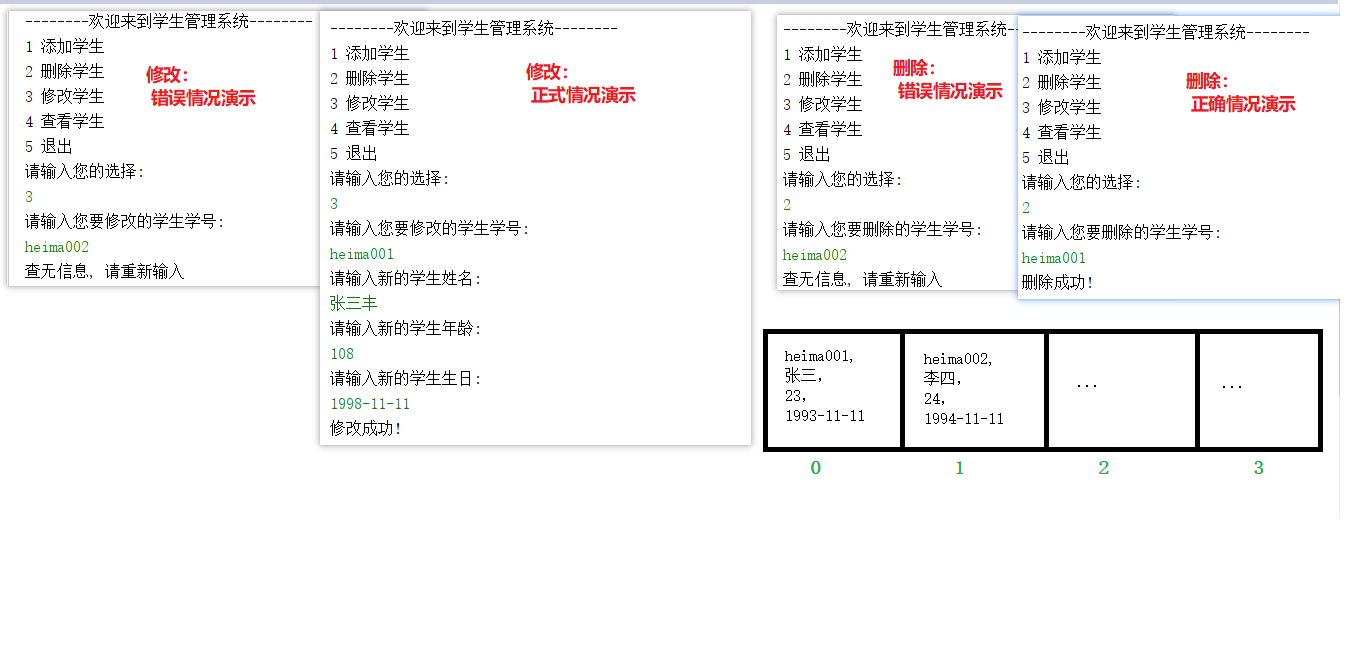 --------欢迎来到学生管理系统--------
1 添加学生
2 删除学生
3 修改学生
4 查看学生
5 退出
请输入您的选择:
3
请输入您要修改的学生学号:
heima002
查无信息, 请重新输入
修改:
错误情况演示
--------欢迎来到学生管理系统--------
1 添加学生
2 删除学生
3 修改学生
4 查看学生
5 退出
请输入您的选择:
3
请输入您要修改的学生学号:
heima001
请输入新的学生姓名:
张三丰
请输入新的学生年龄:
108
请输入新的学生生日:
1998-11-11
修改成功!
修改:
正式情况演示
--------欢迎来到学生管理系统--
1 添加学生
2 删除学生
3 修改学生
4 查看学生
5 退出
请输入您的选择:
2
请输入您要删除的学生学号:
heima002
查无信息, 请重新输入
删除:
错误情况演示
--------欢迎来到学生管理系统--------
1 添加学生
2 删除学生
3 修改学生
4 查看学生
5 退出
请输入您的选择:
2
请输入您要删除的学生学号:
heima001
删除成功!
删除:
正确情况演示
heima001,
张三,
23,
1993-11-11
heima002,
李四,
24,
1994-11-11
...
...
0 1 2 3